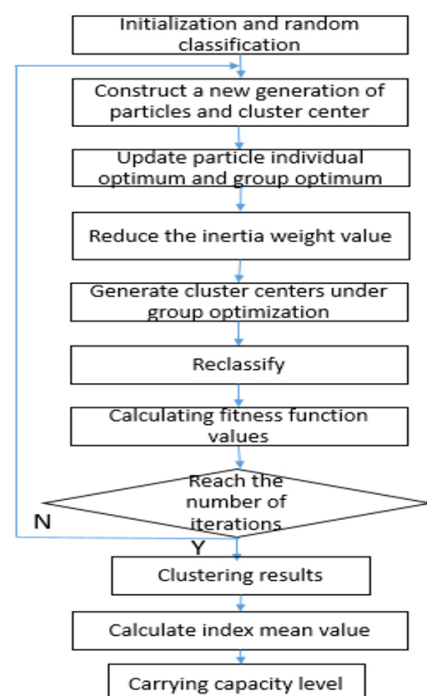 Initialization and random
classification
Construct a new generation of
particles and cluster center
Update particle individual
optimum and group optimum
Reduce the inertia weight value
Generate cluster centers under
group optimization
Reclassify
Calculating fitness function
values
Reach the
number of
iterations
N
Y
Clustering results
Calculate index mean value
Carrying capacity level